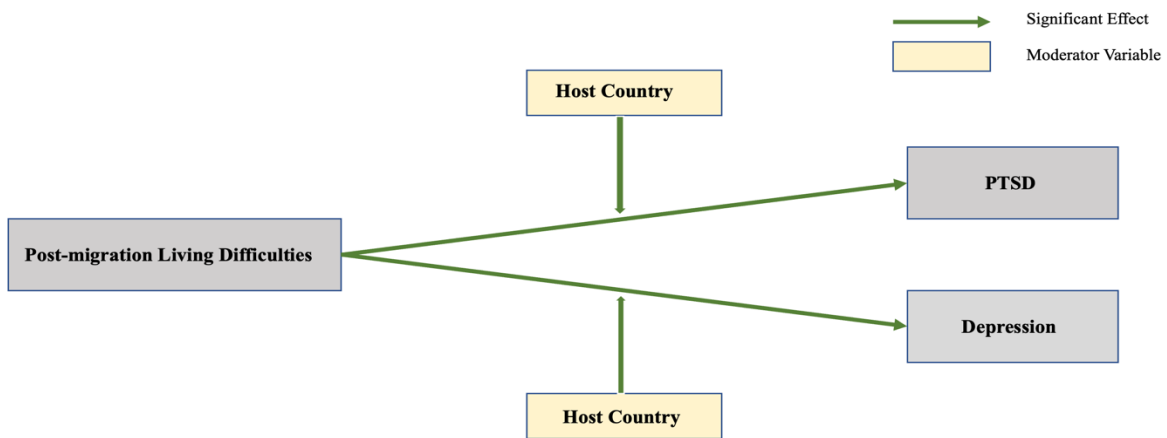 Significant Effect
Moderator Variable
Host Country
PTSD
Post-migration Living Difficulties
Depression
Host Country